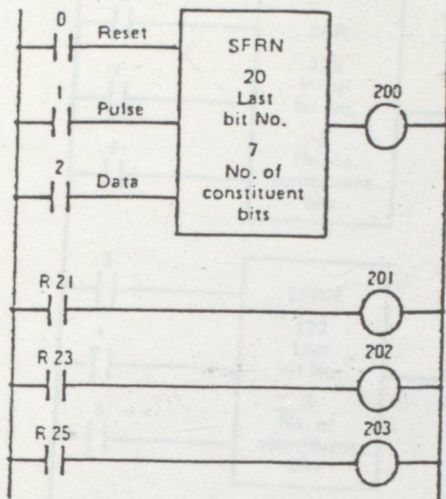 0
Reset
SFRN
20
Last
bit No.
200
1
Pulse
7
No. of
constituent
bits
2
Data
R 21
201
R 23
202
R 25
203